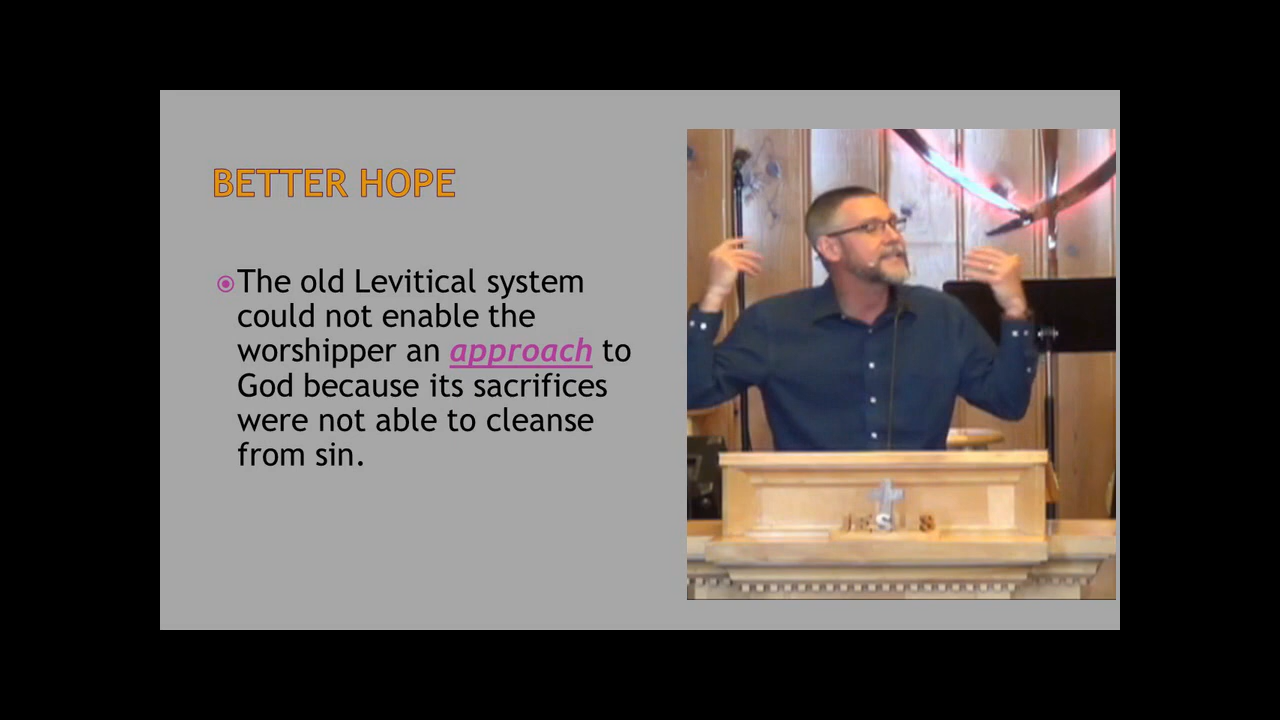 BETTER HOPE
The old Levitical system
could not enable the
worshipper an approach to
God because its sacrifices
were not able to cleanse
from sin.